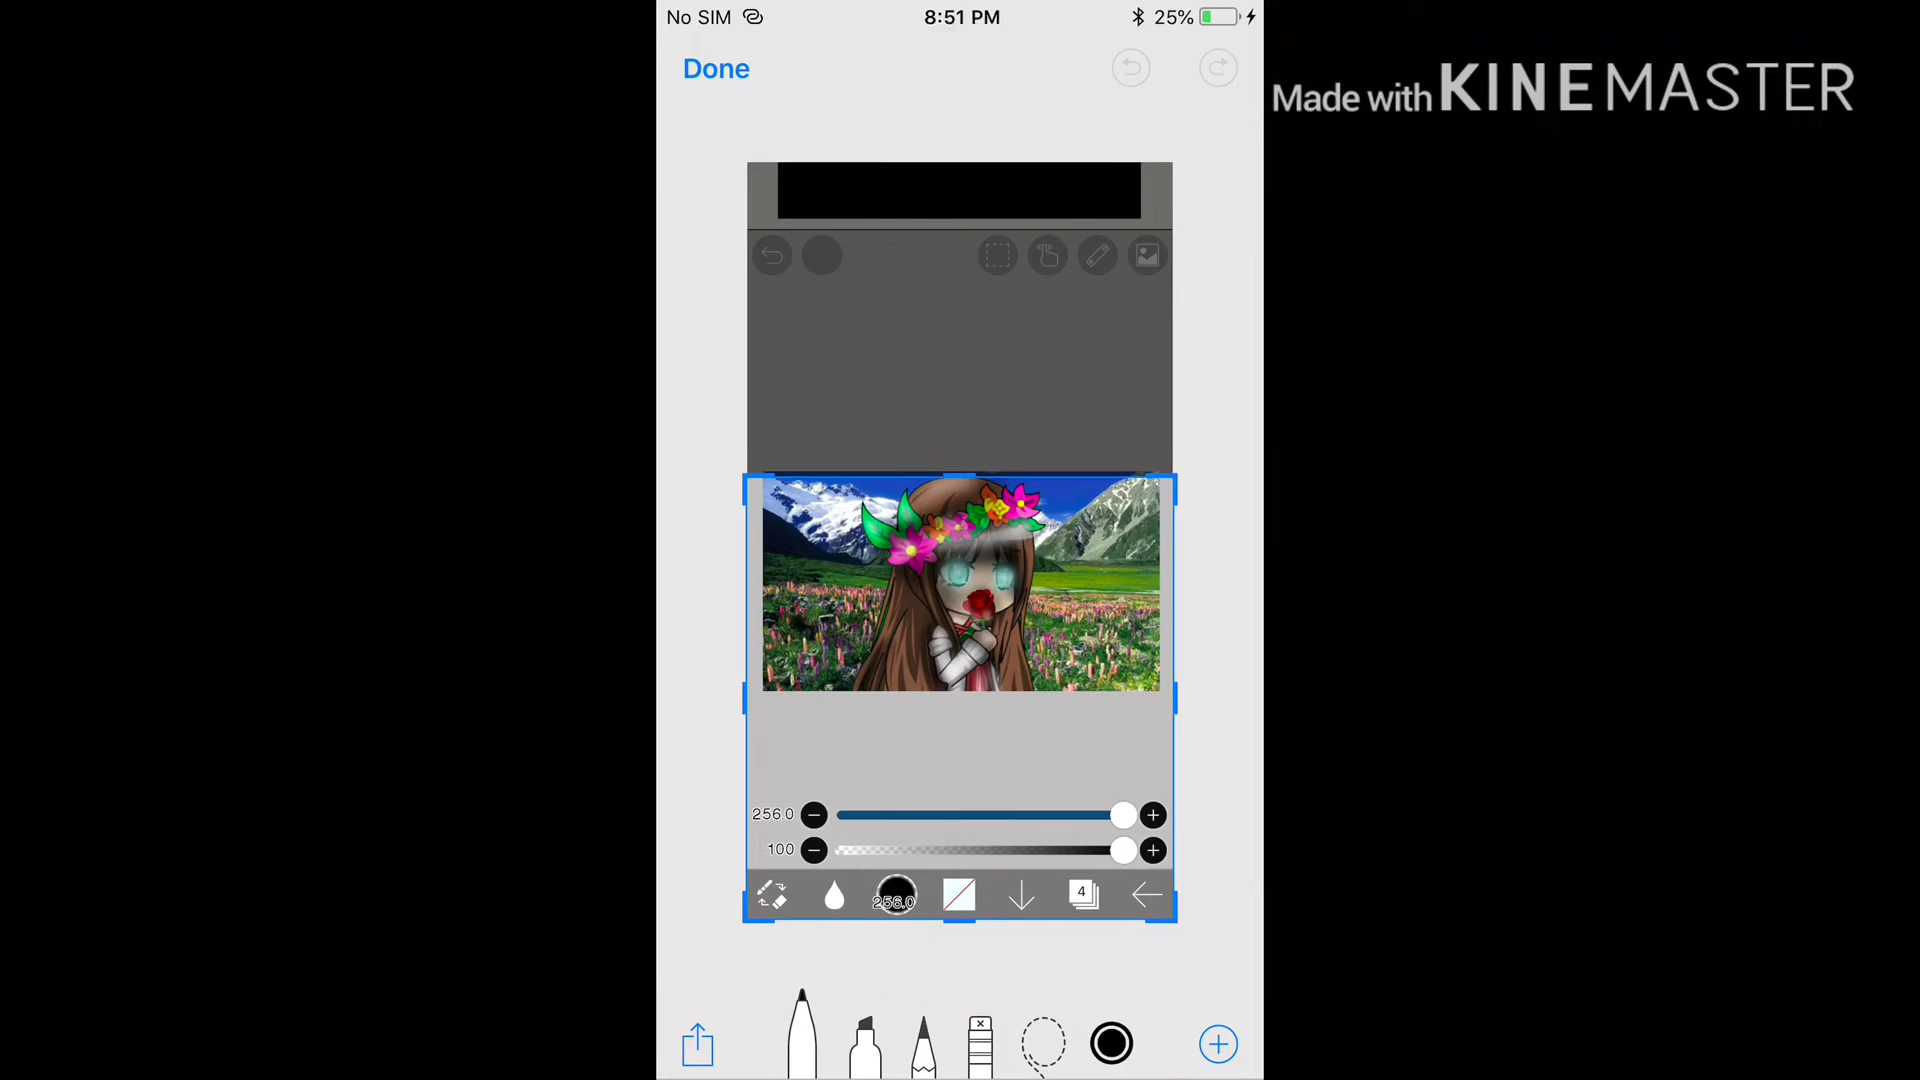 No SIM 8:51 PM 25%
Made with KINEMASTER
Done
256.0
100
256.0 4